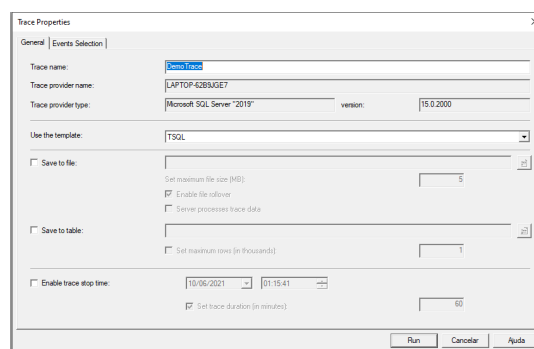 Trace Properties
General Events Selection
Trace name: DemoTrace
Trace provider name: LAPTOP-62B9JGE7
Trace provider type: Microsoft SQL Server "2019" version: 15.0.2000
Use the template: TSQL
Save to file:
Set maximum file size (MB): 5
Enable file rollover
Server processes trace data
Save to table:
Set maximum rows (in thousands) 1
Enable trace stop time: 10/06/2021 01:15:41
Set trace duration (in minutes) 60
Run Cancelar Ajuda